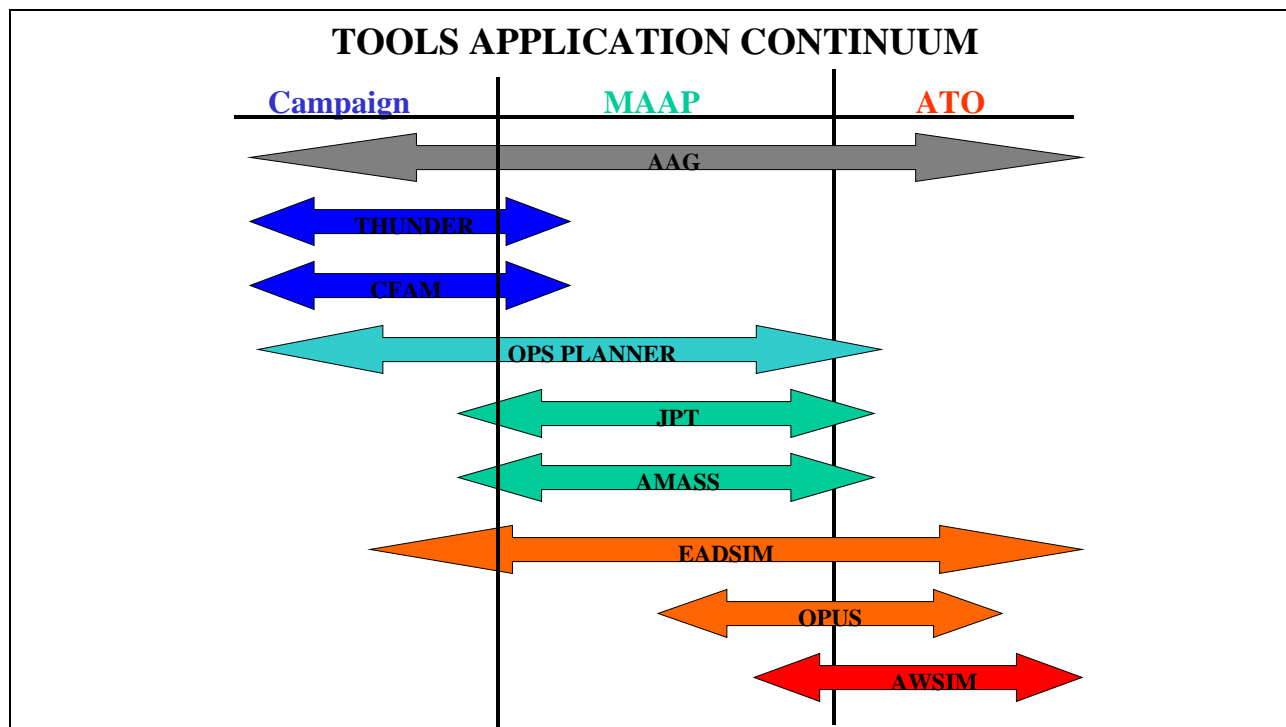 TOOLS APPLICATION CONTINUUM
Campaign MAAP ATO
AAG
THUNDER
CFAM
OPS PLANNER
JPT
AMASS
EADSIM
OPUS
AWSIM